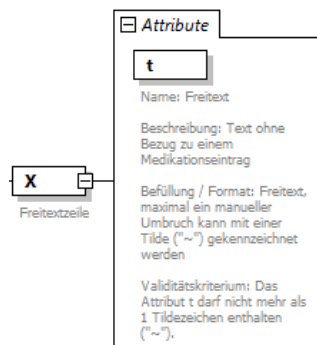 Attribute
t
Name: Freitext
Beschreibung: Text ohne
Bezug zu einem
Medikationseintrag
X
Freitextzeile
Befüllung / Format: Freitext,
maximal ein manueller
Umbruch kann mit einer
Tilde ("~") gekennzeichnet
werden
Validitätskriterium: Das
Attribut t darf nicht mehr als
1 Tildezeichen enthalten
("~").